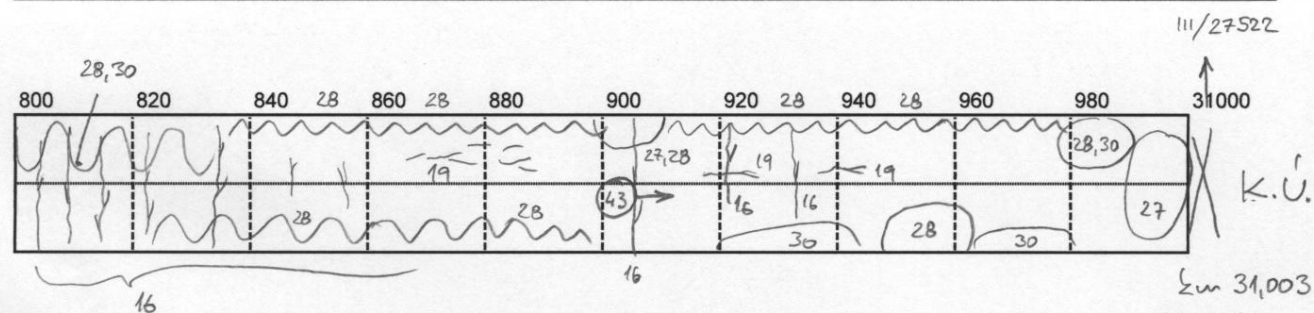 III/27522
28,30
800 820 840 28 860 28 880 900 920 28 940 28 960 980 31000
27,28 19 28,30
19 19
43 16 16 27 K.Ú.
28 28 30 28 30
16 16
km 31,003